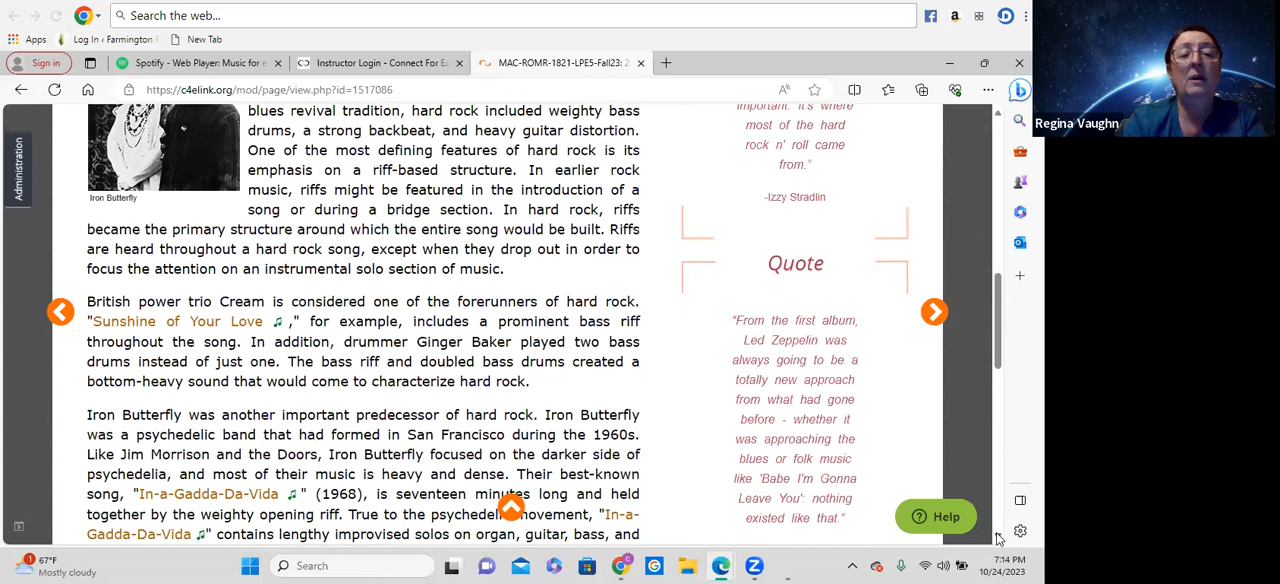 Search the web...
Apps
Log In ‹ Farmington
New Tab
Sign in
Spotify - Web Player: Music for e
Instructor Login - Connect For Ea
MAC-ROMR-1821-LPE5-Fall23: 2
https://c4elink.org/mod/page/view.php?id=1517086
Regina Vaughn
Administration
Iron Butterfly
blues revival tradition, hard rock included weighty bass
drums, a strong backbeat, and heavy guitar distortion.
One of the most defining features of hard rock is its
emphasis on a riff-based structure. In earlier rock
music, riffs might be featured in the introduction of a
song or during a bridge section. In hard rock, riffs
became the primary structure around which the entire song would be built. Riffs
are heard throughout a hard rock song, except when they drop out in order to
focus the attention on an instrumental solo section of music.
British power trio Cream is considered one of the forerunners of hard rock.
"Sunshine of Your Love ," for example, includes a prominent bass riff
throughout the song. In addition, drummer Ginger Baker played two bass
drums instead of just one. The bass riff and doubled bass drums created a
bottom-heavy sound that would come to characterize hard rock.
Iron Butterfly was another important predecessor of hard rock. Iron Butterfly
was a psychedelic band that had formed in San Francisco during the 1960s.
Like Jim Morrison and the Doors, Iron Butterfly focused on the darker side of
psychedelia, and most of their music is heavy and dense. Their best-known
song, "In-a-Gadda-Da-Vida " (1968), is seventeen minutes long and held
together by the weighty opening riff. True to the psychedelic movement, "In-a-
Gadda-Da-Vida " contains lengthy improvised solos on organ, guitar, bass, and
important. It's where
most of the hard
rock n' roll came
from.”
-Izzy Stradlin
Quote
“From the first album,
Led Zeppelin was
always going to be a
totally new approach
from what had gone
before - whether it
was approaching the
blues or folk music
like 'Babe I'm Gonna
Leave You': nothing
existed like that.”
Help
67°F
Mostly cloudy
Search
7:14 PM
10/24/2023